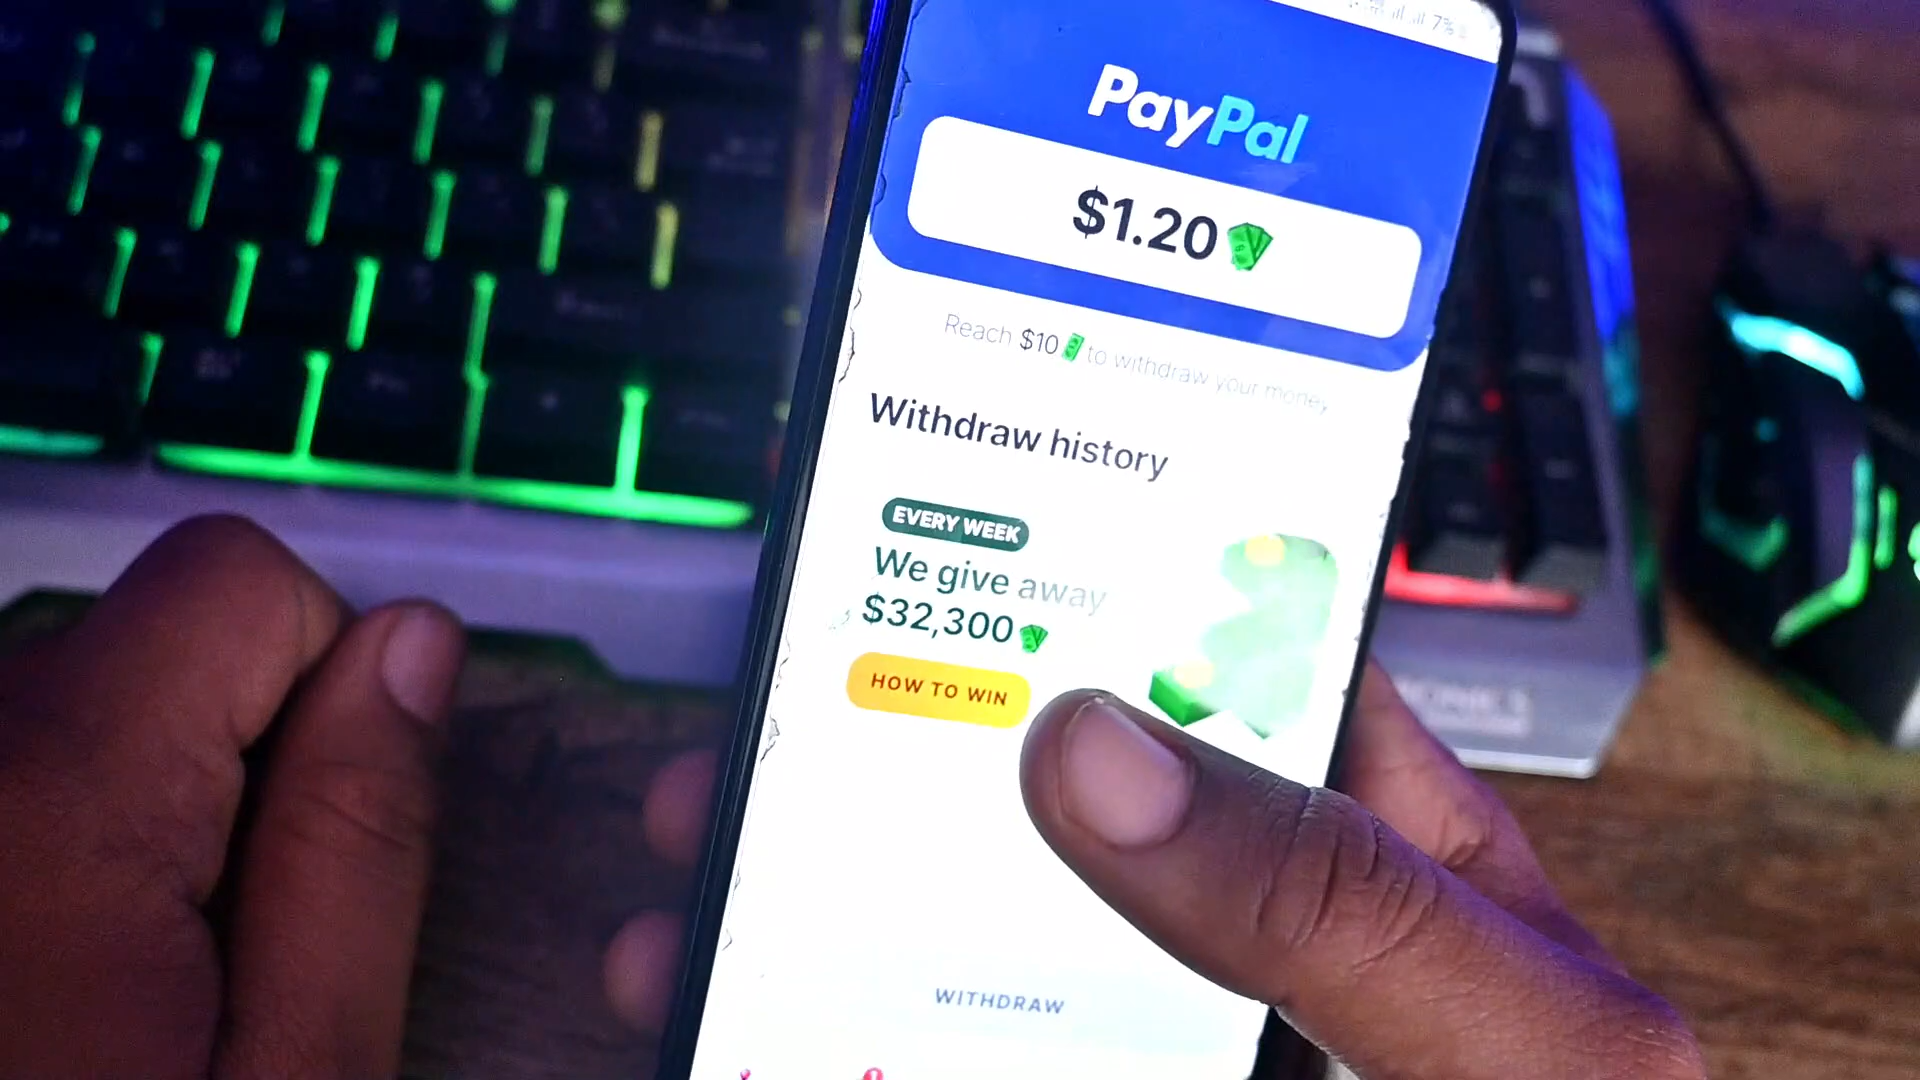 7%
PayPal
$1.20
Reach $10 to withdraw your money
Withdraw history
EVERY WEEK
We give away
$32,300
HOW TO WIN
WITHDRAW